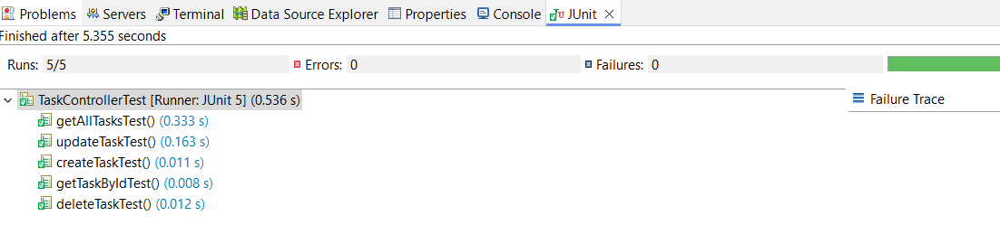 Problems Servers Terminal Data Source Explorer Properties Console JU JUnit
Finished after 5.355 seconds
Runs: 5/5 Errors: 0 Failures: 0
TaskControllerTest [Runner: JUnit 5] (0.536 s)
Failure Trace
getAllTasksTest() (0.333 s)
updateTaskTest() (0.163 s)
createTaskTest() (0.011 s)
getTaskByIdTest() (0.008 s)
deleteTaskTest() (0.012 s)